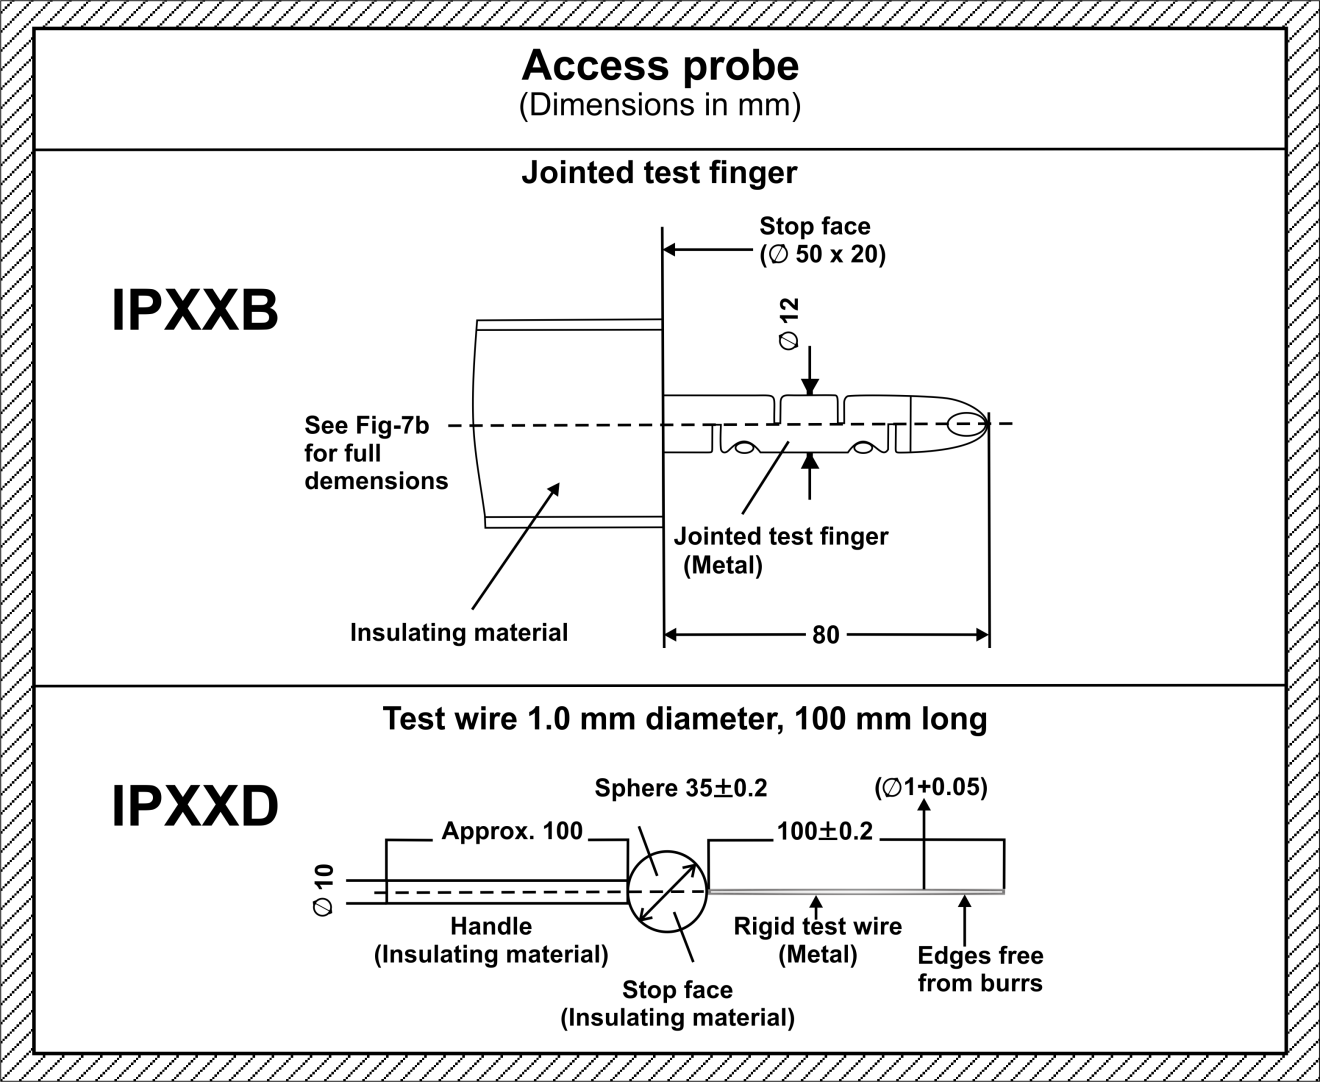 Access probe
(Dimensions in mm)
Jointed test finger
Stop face
(∅ 50 x 20)
IPXXB
∅ 12
See Fig-7b
for full
demensions
Jointed test finger
(Metal)
Insulating material
80
Test wire 1.0 mm diameter, 100 mm long
IPXXD
Sphere 35±0.2
(∅1+0.05)
Approx. 100
100±0.2
∅ 10
Handle
(Insulating material)
Rigid test wire
(Metal)
Edges free
from burrs
Stop face
(Insulating material)